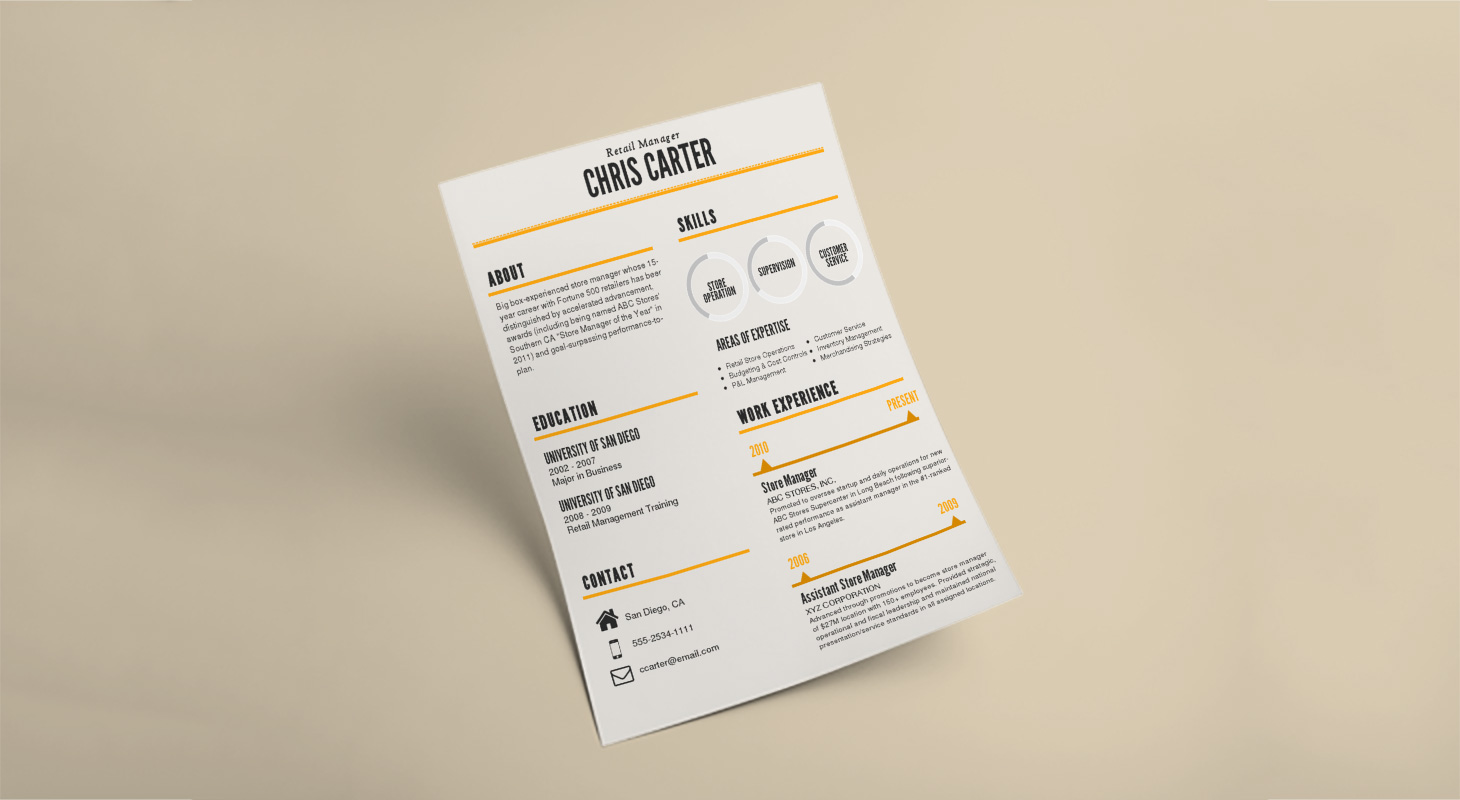 Retail Manager
CHRIS CARTER
ABOUT
Big box-experienced store manager whose 15-
year career with Fortune 500 retailers has beer
distinguished by accelerated advancement,
awards (including being named ABC Stores'
Southern CA "Store Manager of the Year" in
2011) and goal-surpassing performance-to-
plan.
EDUCATION
UNIVERSITY OF SAN DIEGO
2002 - 2007
Major in Business
UNIVERSITY OF SAN DIEGO
2008 - 2009
Retail Management Training
CONTACT
San Diego, CA
555-2534-1111
ccarter@email.com
SKILLS
STORE
OPERATION
SUPERVISION
CUSTOMER
SERVICE
AREAS OF EXPERTISE
• Retail Store Operations
• Budgeting & Cost Controls
• P&L Management
• Customer Service
• Inventory Management
• Merchandising Strategies
WORK EXPERIENCE
2010
PRESENT
Store Manager
ABC STORES, INC.
Promoted to oversee startup and daily operations for new
ABC Stores Supercenter in Long Beach following superior-
rated performance as assistant manager in the #1-ranked
store in Los Angeles.
2006
2009
Assistant Store Manager
XYZ CORPORATION
Advanced through promotions to become store manager
of $27M location with 150+ employees. Provided strategic,
operational and fiscal leadership and maintained national
presentation/service standards in all assigned locations.